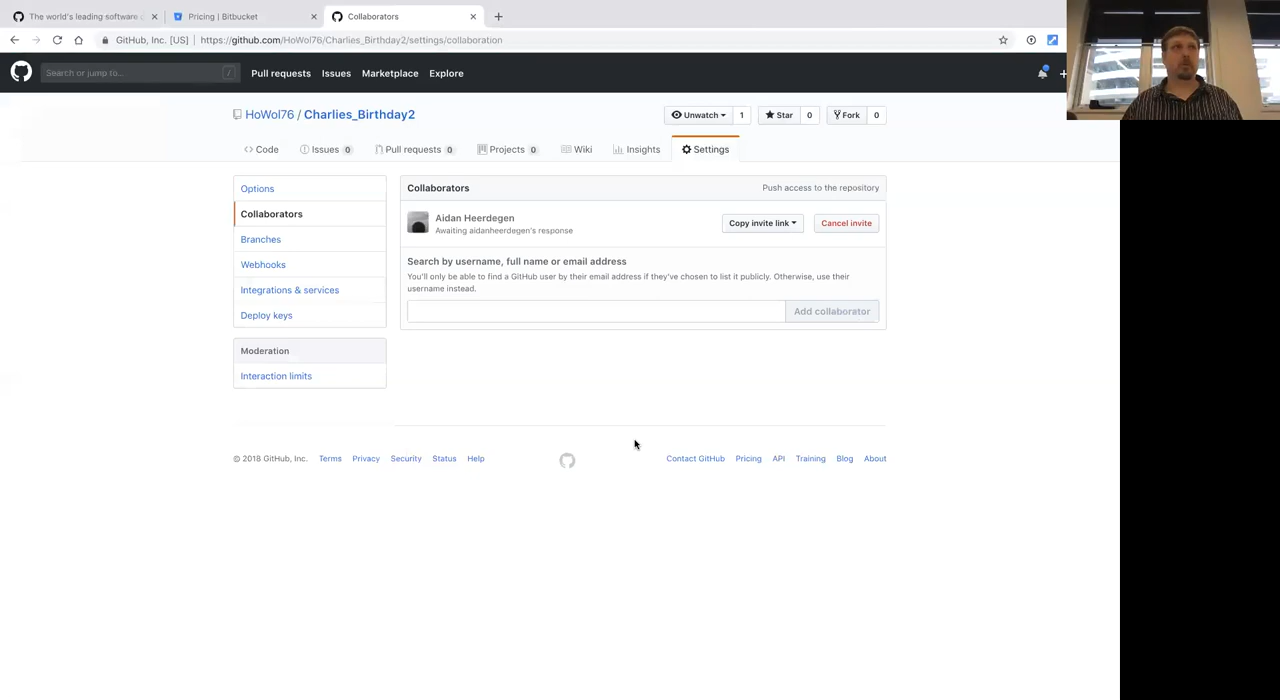 The world's leading software
Pricing | Bitbucket
Collaborators
GitHub, Inc. [US]
https://github.com/HoWol76/Charlies_Birthday2/settings/collaboration
Search or jump to...
/
Pull requests
Issues
Marketplace
Explore
HoWol76 / Charlies_Birthday2
Unwatch
1
Star
0
Fork
0
<> Code
Issues 0
Pull requests 0
Projects 0
Wiki
Insights
Settings
Options
Collaborators
Branches
Webhooks
Integrations & services
Deploy keys
Moderation
Interaction limits
Collaborators
Push access to the repository
Aidan Heerdegen
Awaiting aidanheerdegen's response
Copy invite link
Cancel invite
Search by username, full name or email address
You'll only be able to find a GitHub user by their email address if they've chosen to list it publicly. Otherwise, use their
username instead.
Add collaborator
© 2018 GitHub, Inc.
Terms
Privacy
Security
Status
Help
Contact GitHub
Pricing
API
Training
Blog
About